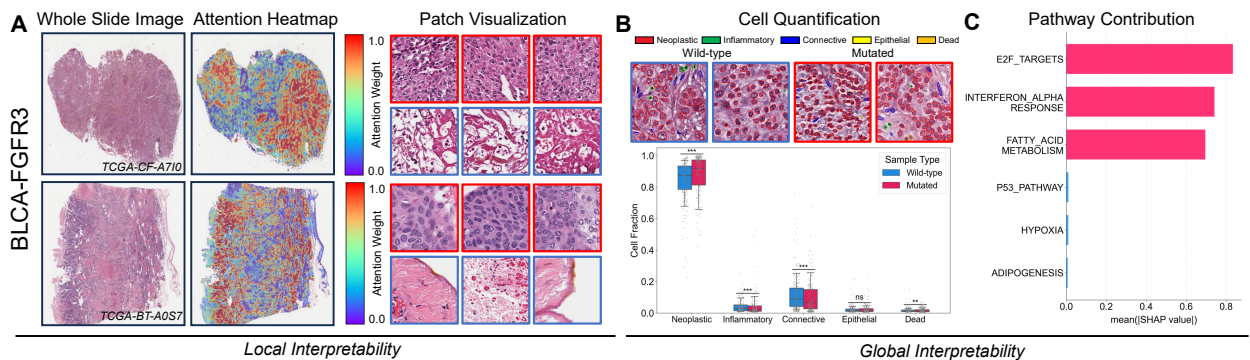 A
Whole Slide Image
Attention Heatmap
Patch Visualization
BLCA-FGFR3
TCGA-CF-A7I0
1.0
Attention Weight
0.0
TCGA-BT-A0S7
1.0
Attention Weight
0.0
Local Interpretability
B
Cell Quantification
Neoplastic
Inflammatory
Connective
Epithelial
Dead
Wild-type
Mutated
Cell Fraction
1.0
0.8
0.6
0.4
0.2
0.0
***
***
***
ns
**
Sample Type
Wild-type
Mutated
Neoplastic
Inflammatory
Connective
Epithelial
Dead
C
Pathway Contribution
E2F_TARGETS
INTERFERON_ALPHA
RESPONSE
FATTY_ACID
METABOLISM
P53_PATHWAY
HYPOXIA
ADIPOGENESIS
0.0
0.2
0.4
0.6
0.8
mean(|SHAP value|)
Global Interpretability